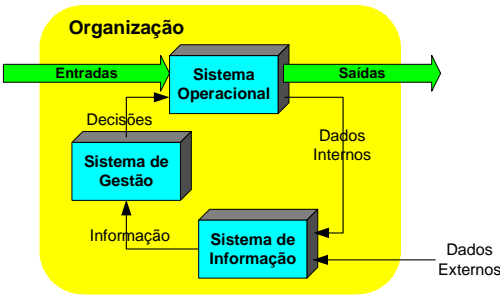 Organização
Entradas
Sistema
Operacional
Saídas
Decisões
Dados
Internos
Sistema de
Gestão
Informação
Sistema de
Informação
Dados
Externos